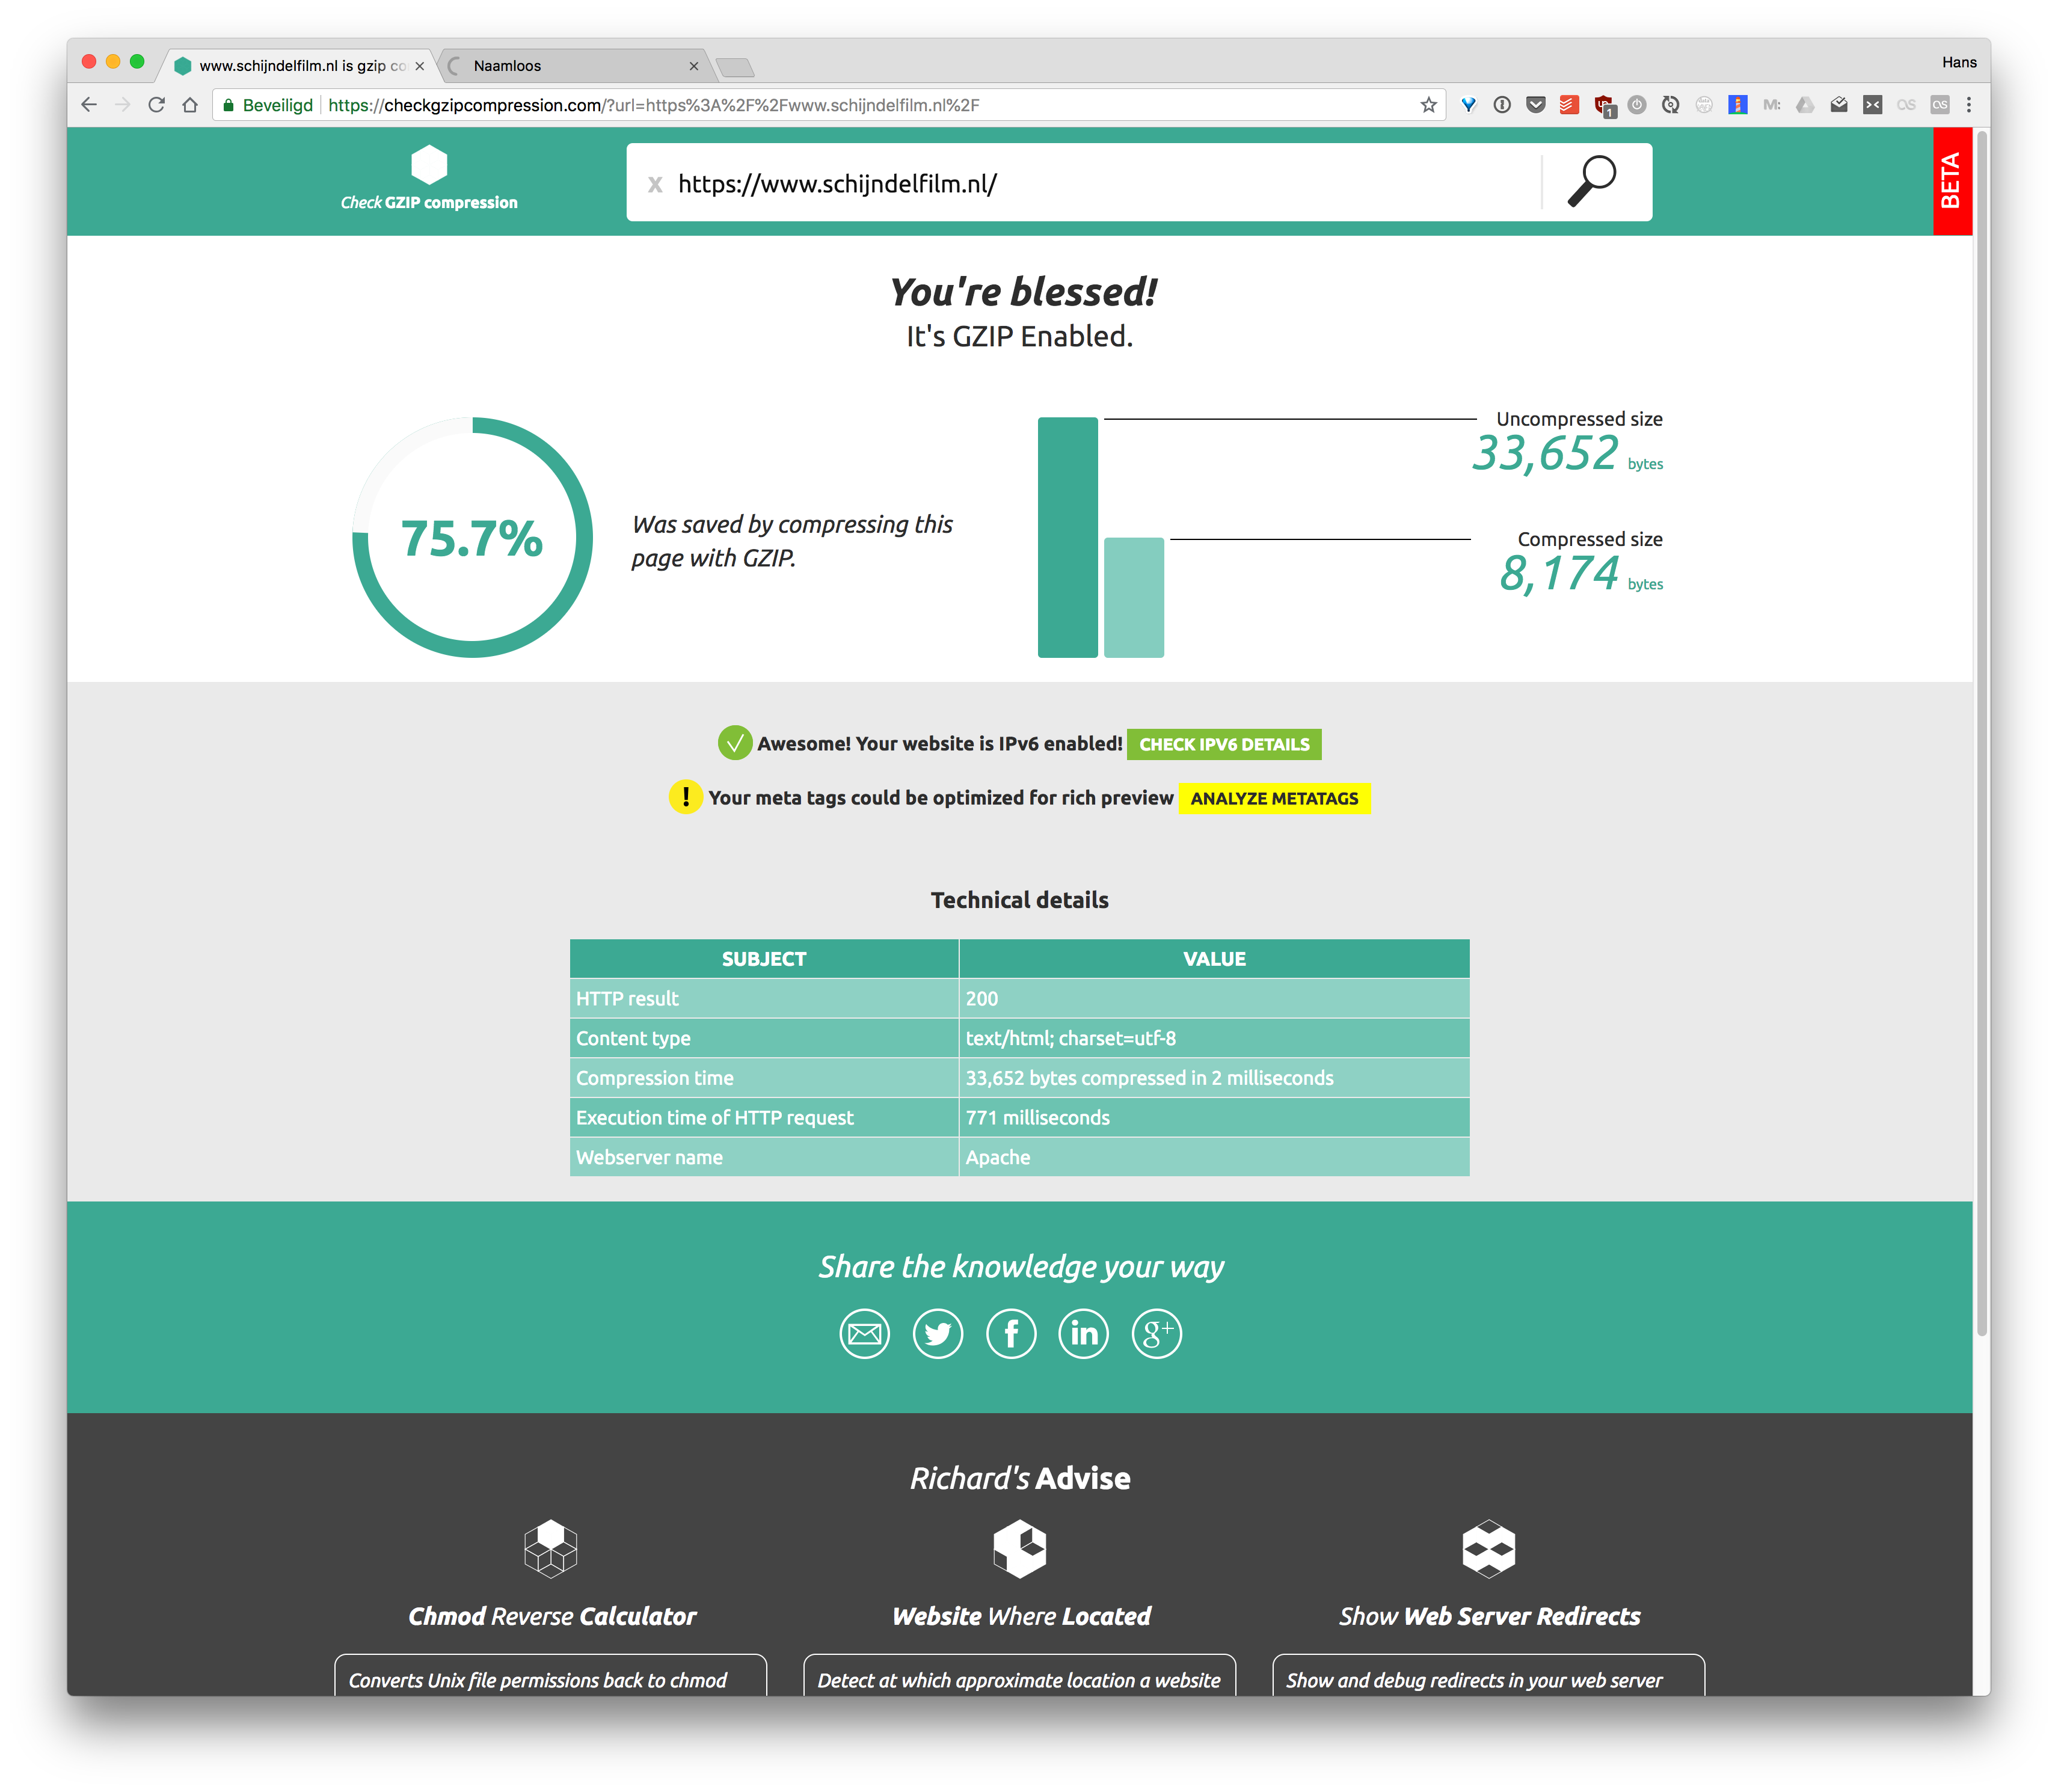 www.schijndelfilm.nl is gzip co
Naamloos
Hans
Beveiligd
https://checkgzipcompression.com/?url=https%3A%2F%2Fwww.schijndelfilm.nl%2F
1
M:
Check GZIP compression
x https://www.schijndelfilm.nl/
BETA
You're blessed!
It's GZIP Enabled.
75.7%
Was saved by compressing this
page with GZIP.
Uncompressed size
33,652 bytes
Compressed size
8,174 bytes
Awesome! Your website is IPv6 enabled! CHECK IPV6 DETAILS
! Your meta tags could be optimized for rich preview ANALYZE METATAGS
Technical details
SUBJECT VALUE
HTTP result 200
Content type text/html; charset=utf-8
Compression time 33,652 bytes compressed in 2 milliseconds
Execution time of HTTP request 771 milliseconds
Webserver name Apache
Share the knowledge your way
f in g+
Richard's Advise
Chmod Reverse Calculator
Converts Unix file permissions back to chmod
Website Where Located
Detect at which approximate location a website
Show Web Server Redirects
Show and debug redirects in your web server